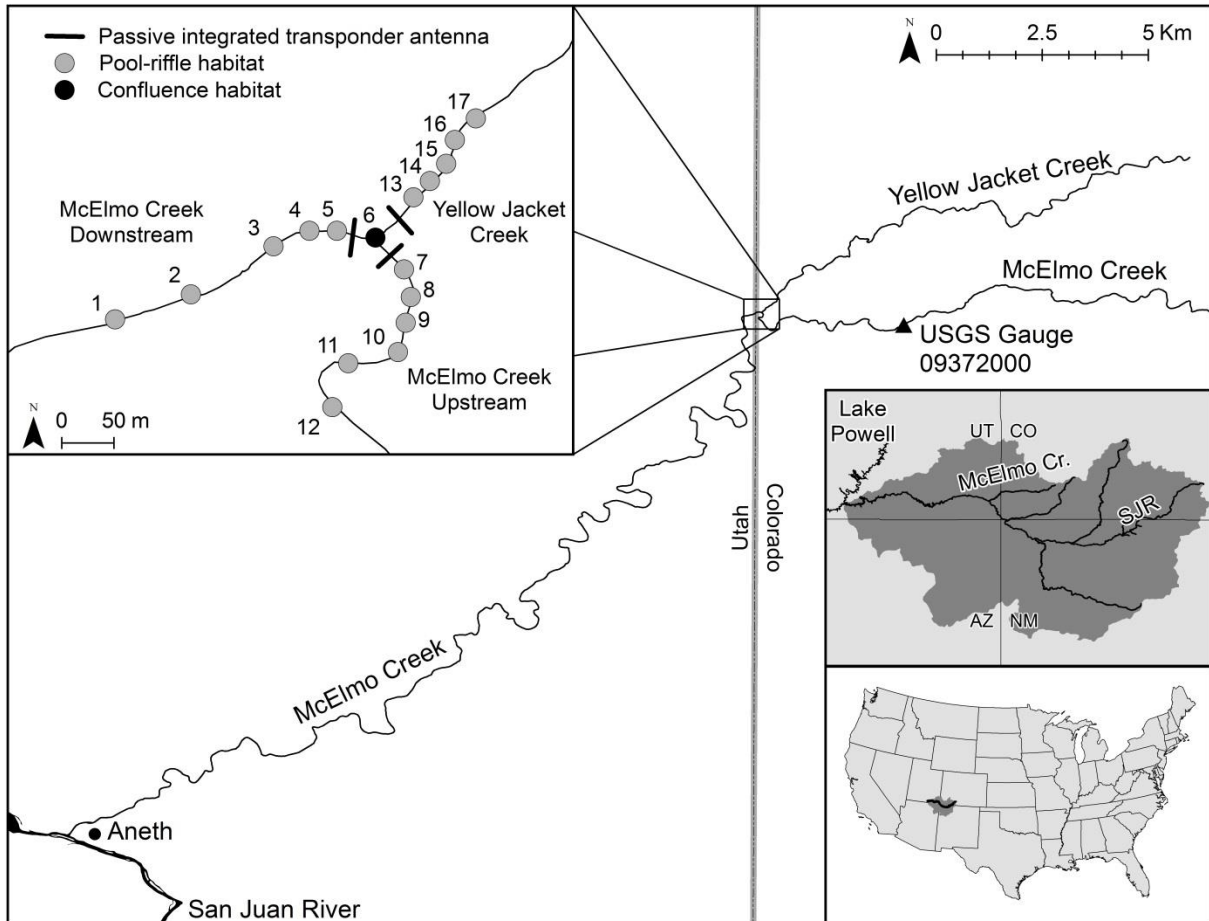 Passive integrated transponder antenna
Pool-riffle habitat
Confluence habitat
17
16
15
14
13
6
5
4
3
2
1
McElmo Creek
Downstream
Yellow Jacket
Creek
7
8
9
10
11
12
McElmo Creek
Upstream
N
0 50 m
N
0 2.5 5 Km
Yellow Jacket Creek
McElmo Creek
USGS Gauge
09372000
Utah
Colorado
McElmo Creek
Aneth
San Juan River
Lake
Powell
UT CO
McElmo Cr.
SJR
AZ NM